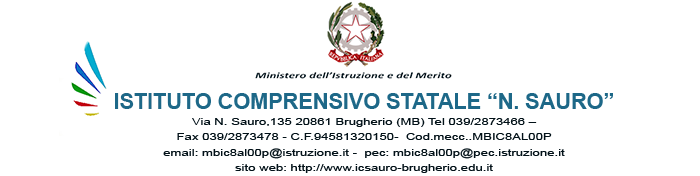 REPVBBLICA ITALIANA
Ministero dell'Istruzione e del Merito
ISTITUTO COMPRENSIVO STATALE “N. SAURO”
Via N. Sauro,135 20861 Brugherio (MB) Tel 039/2873466 –
Fax 039/2873478 - C.F.94581320150- Cod.mecc..MBIC8AL00P
email: mbic8al00p@istruzione.it - pec: mbic8al00p@pec.istruzione.it
sito web: http://www.icsauro-brugherio.edu.it